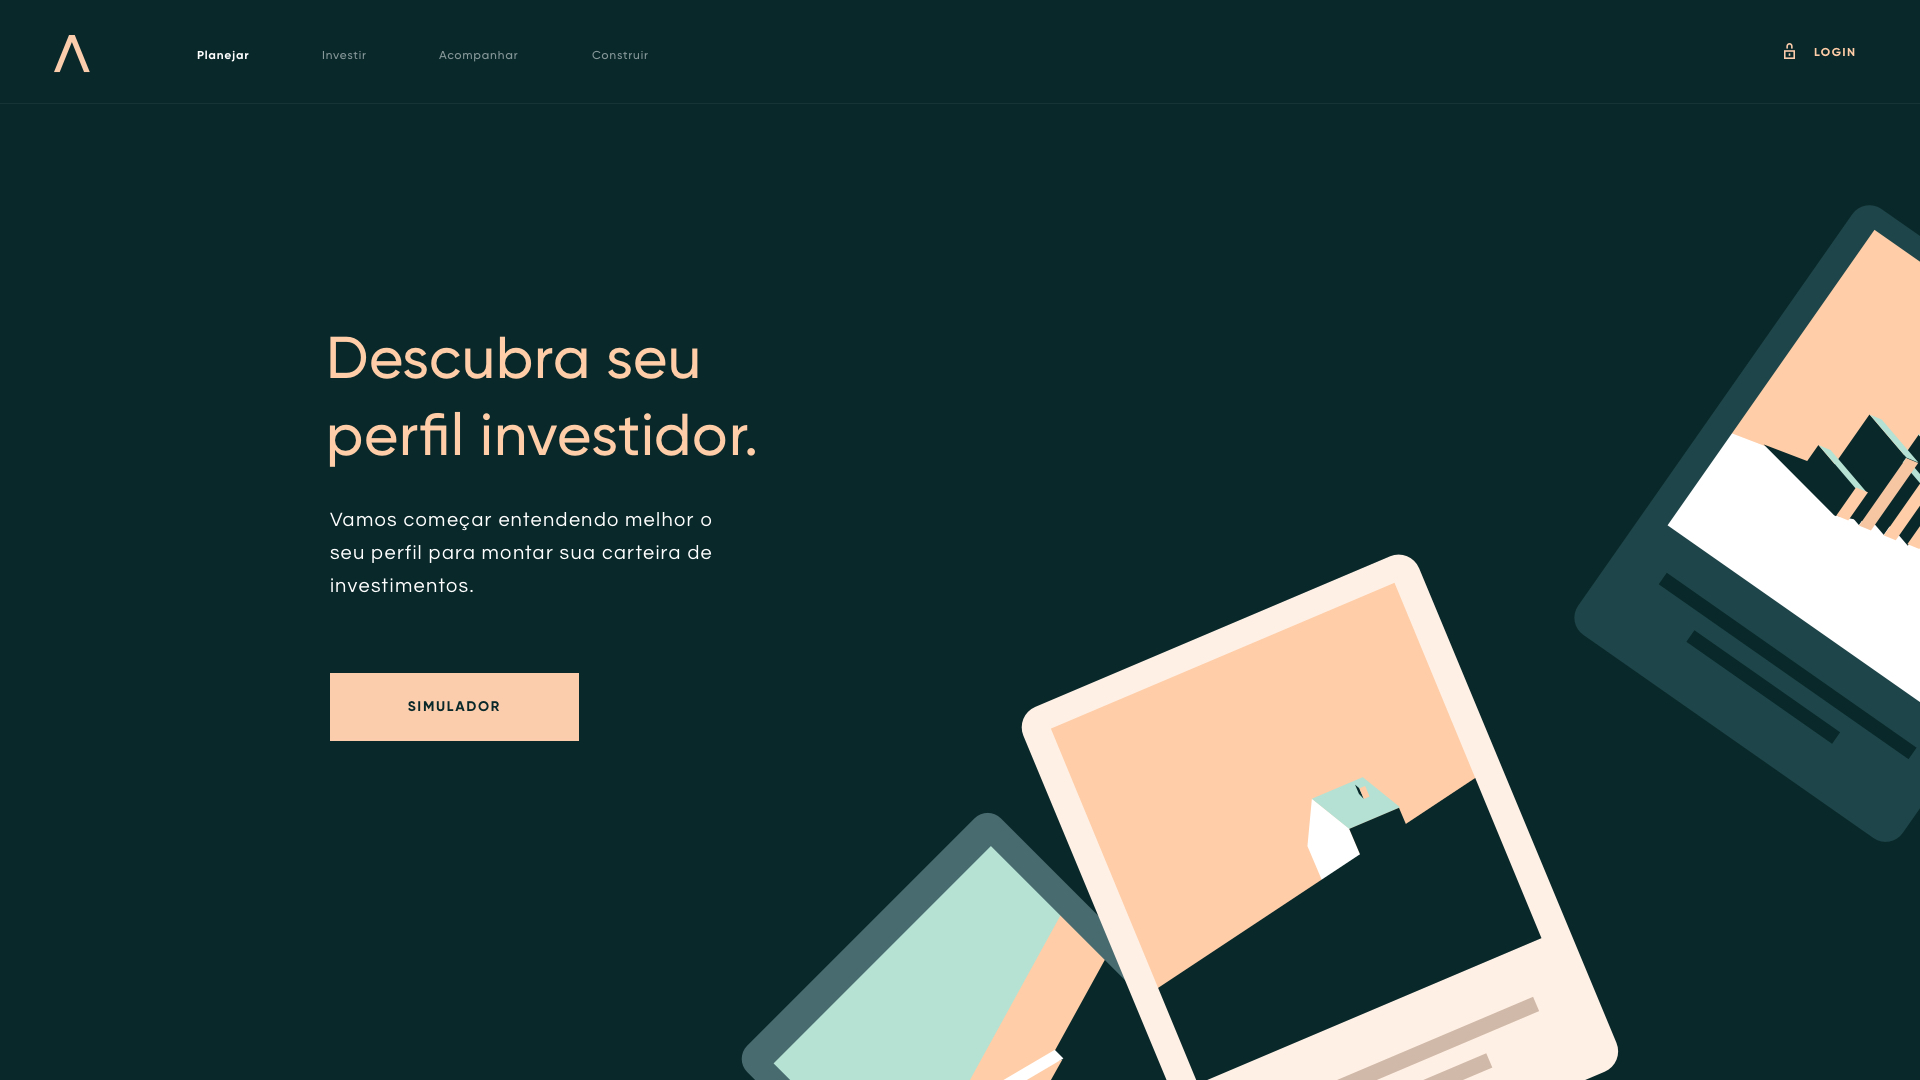 Planejar
Investir
Acompanhar
Construir
LOGIN
Descubra seu
perfil investidor.
Vamos começar entendendo melhor o
seu perfil para montar sua carteira de
investimentos.
SIMULADOR